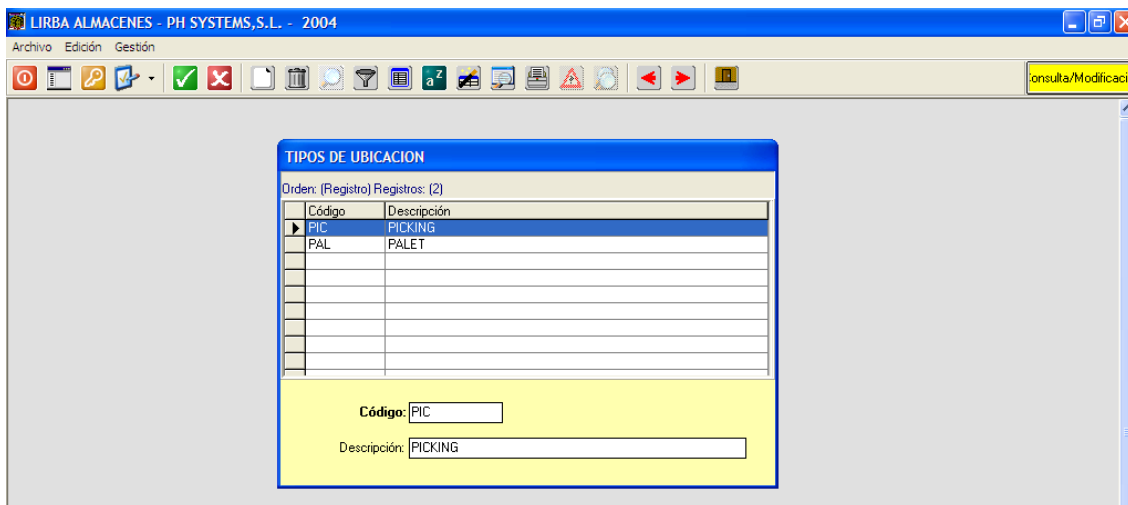 LIRBA ALMACENES - PH SYSTEMS,S.L. - 2004
Archivo Edición Gestión
onsulta/Modificaci
TIPOS DE UBICACION
Orden: (Registro) Registros: (2)
Código Descripción
PIC PICKING
PAL PALET
Código: PIC
Descripción: PICKING